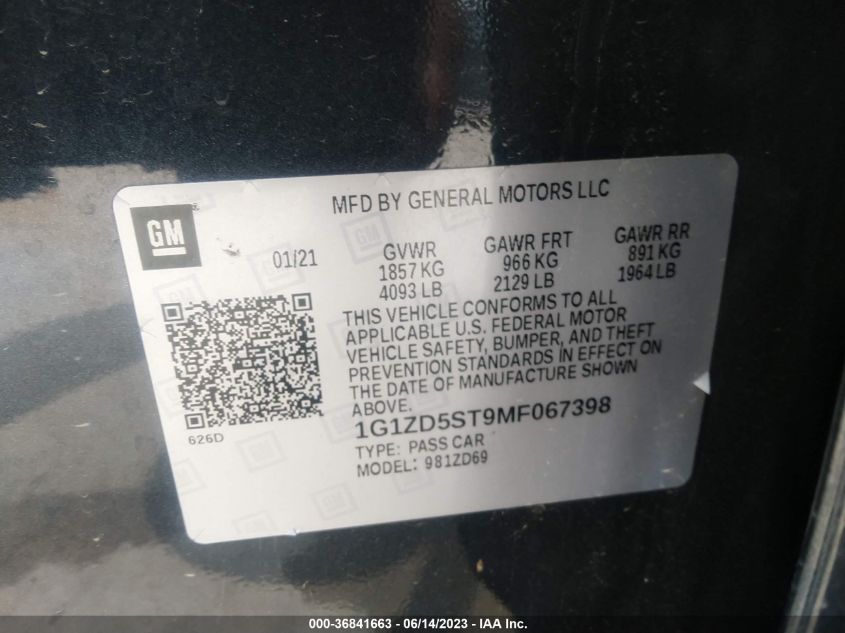 MFD BY GENERAL MOTORS LLC
GM
01/21
GVWR
1857 KG
4093 LB
GAWR FRT
966 KG
2129 LB
GAWR RR
891 KG
1964 LB
THIS VEHICLE CONFORMS TO ALL
APPLICABLE U.S. FEDERAL MOTOR
VEHICLE SAFETY, BUMPER, AND THEFT
PREVENTION STANDARDS IN EFFECT ON
THE DATE OF MANUFACTURE SHOWN
ABOVE.
626D
1G1ZD5ST9MF067398
TYPE: PASS CAR
MODEL: 981ZD69
000-36841663 - 06/14/2023 - IAA Inc.